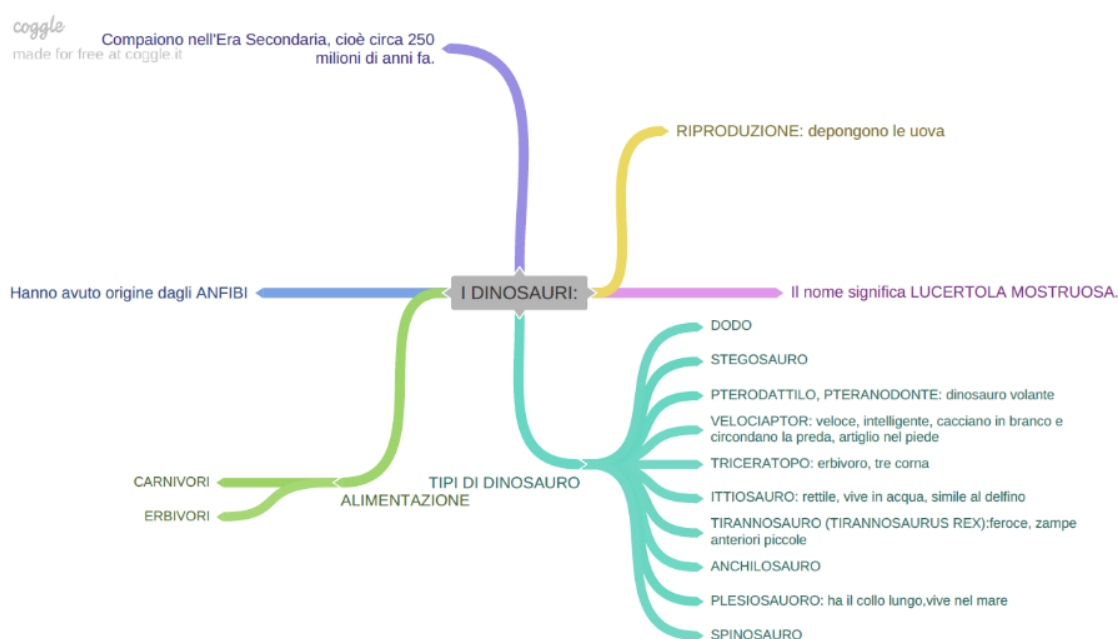 coggle
made for free at coggle.it
Compaiono nell'Era Secondaria, cioè circa 250
milioni di anni fa.
RIPRODUZIONE: depongono le uova
Hanno avuto origine dagli ANFIBI
I DINOSAURI:
Il nome significa LUCERTOLA MOSTRUOSA.
DODO
STEGOSAURO
PTERODATTILO, PTERANODONTE: dinosauro volante
VELOCIAPTOR: veloce, intelligente, cacciano in branco e
circondano la preda, artiglio nel piede
TRICERATOPO: erbivoro, tre corna
TIPI DI DINOSAURO
CARNIVORI
ALIMENTAZIONE
ERBIVORI
ITTIOSAURO: rettile, vive in acqua, simile al delfino
TIRANNOSAURO (TIRANNOSAURUS REX):feroce, zampe
anteriori piccole
ANCHILOSAURO
PLESIOSAUORO: ha il collo lungo,vive nel mare
SPINOSAURO